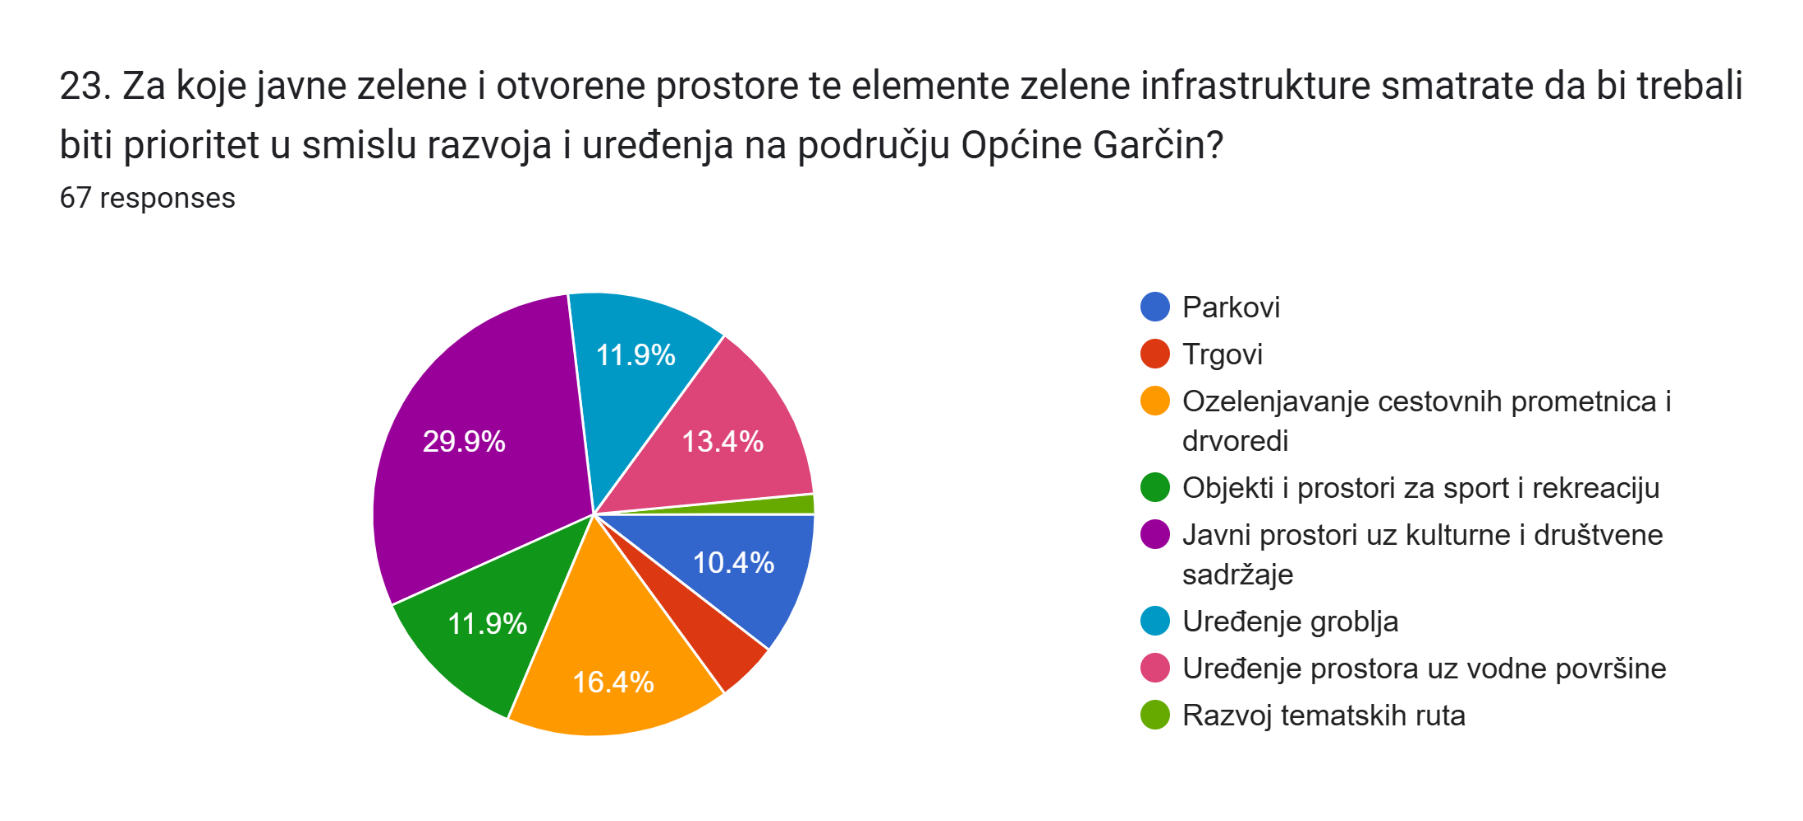 23. Za koje javne zelene i otvorene prostore te elemente zelene infrastrukture smatrate da bi trebali
biti prioritet u smislu razvoja i uređenja na području Općine Garčin?
67 responses
11.9%
13.4%
29.9%
10.4%
11.9%
16.4%
Parkovi
Trgovi
Ozelenjavanje cestovnih prometnica i
drvoredi
Objekti i prostori za sport i rekreaciju
Javni prostori uz kulturne i društvene
sadržaje
Uređenje groblja
Uređenje prostora uz vodne površine
Razvoj tematskih ruta